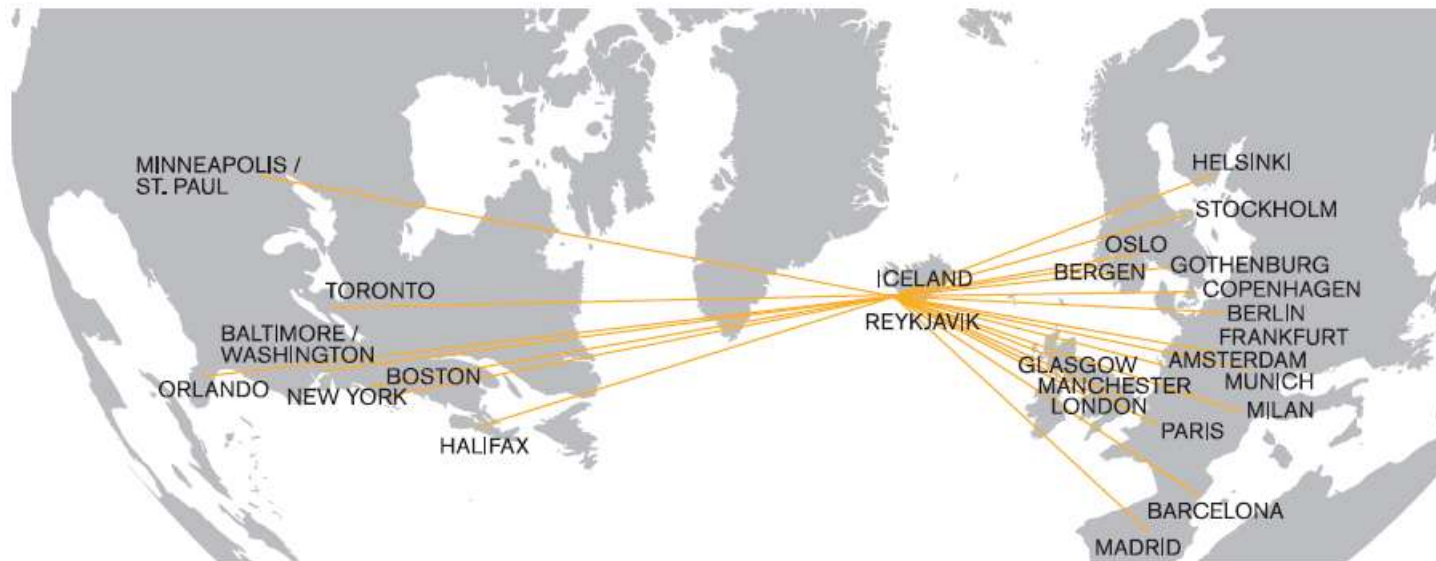 MINNEAPOLIS /
ST. PAUL
TORONTO
BALTIMORE /
WASHINGTON
ORLANDO
NEW YORK
BOSTON
HALIFAX
ICELAND
REYKJAVIK
HELSINKI
STOCKHOLM
OSLO
BERGEN
GOTHENBURG
COPENHAGEN
BERLIN
FRANKFURT
GLASGOW
AMSTERDAM
MANCHESTER
MUNICH
LONDON
MILAN
PARIS
BARCELONA
MADRID